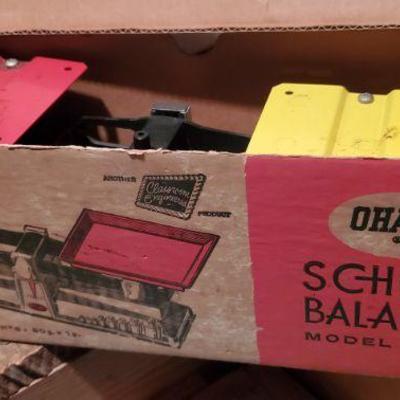 ANOTHER
Classroom
Engineered
PRODUCT
OHA
SCH
BALA
MODEL